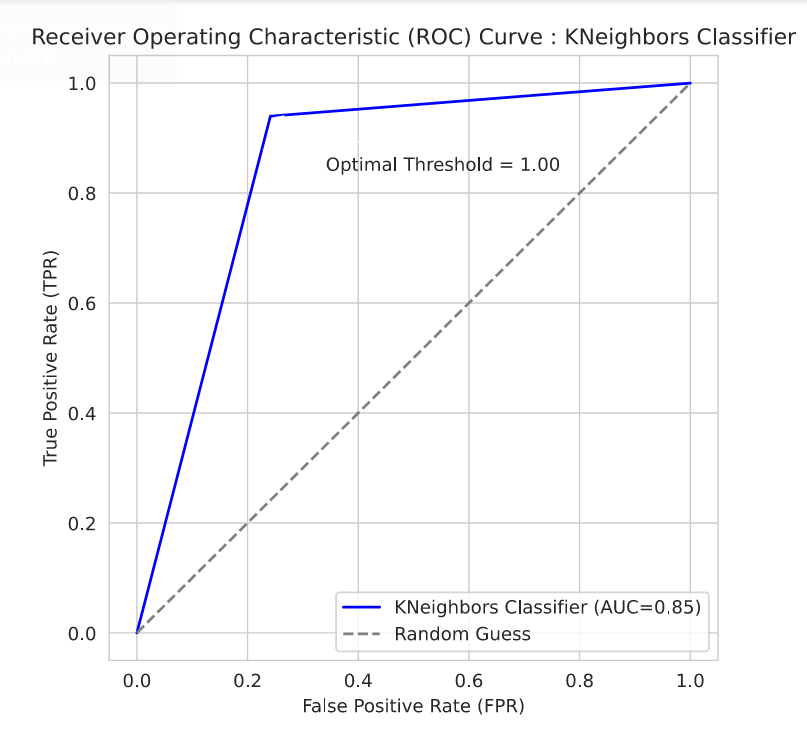 Receiver Operating Characteristic (ROC) Curve : KNeighbors Classifier
1.0
0.8
0.6
0.4
0.2
0.0
True Positive Rate (TPR)
Optimal Threshold = 1.00
KNeighbors Classifier (AUC=0.85)
Random Guess
0.0 0.2 0.4 0.6 0.8 1.0
False Positive Rate (FPR)